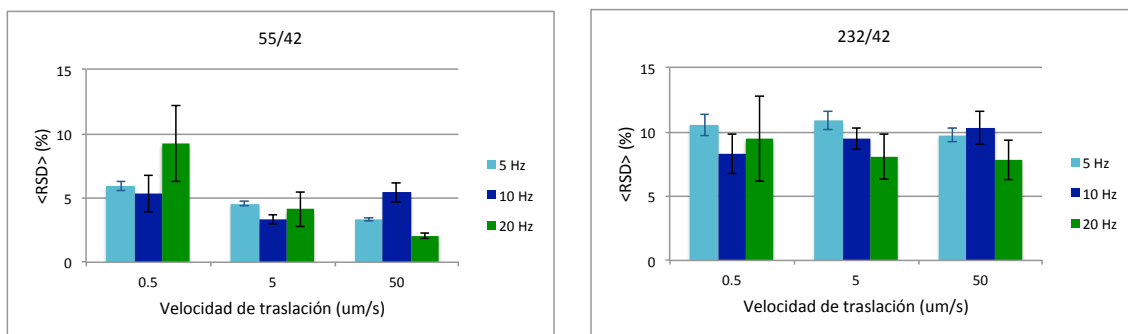 55/42
15
10
5
0
<RSD> (%)
0.5 5 50
Velocidad de traslación (um/s)
5 Hz
10 Hz
20 Hz
232/42
15
10
5
0
<RSD> (%)
0.5 5 50
Velocidad de traslación (um/s)
5 Hz
10 Hz
20 Hz